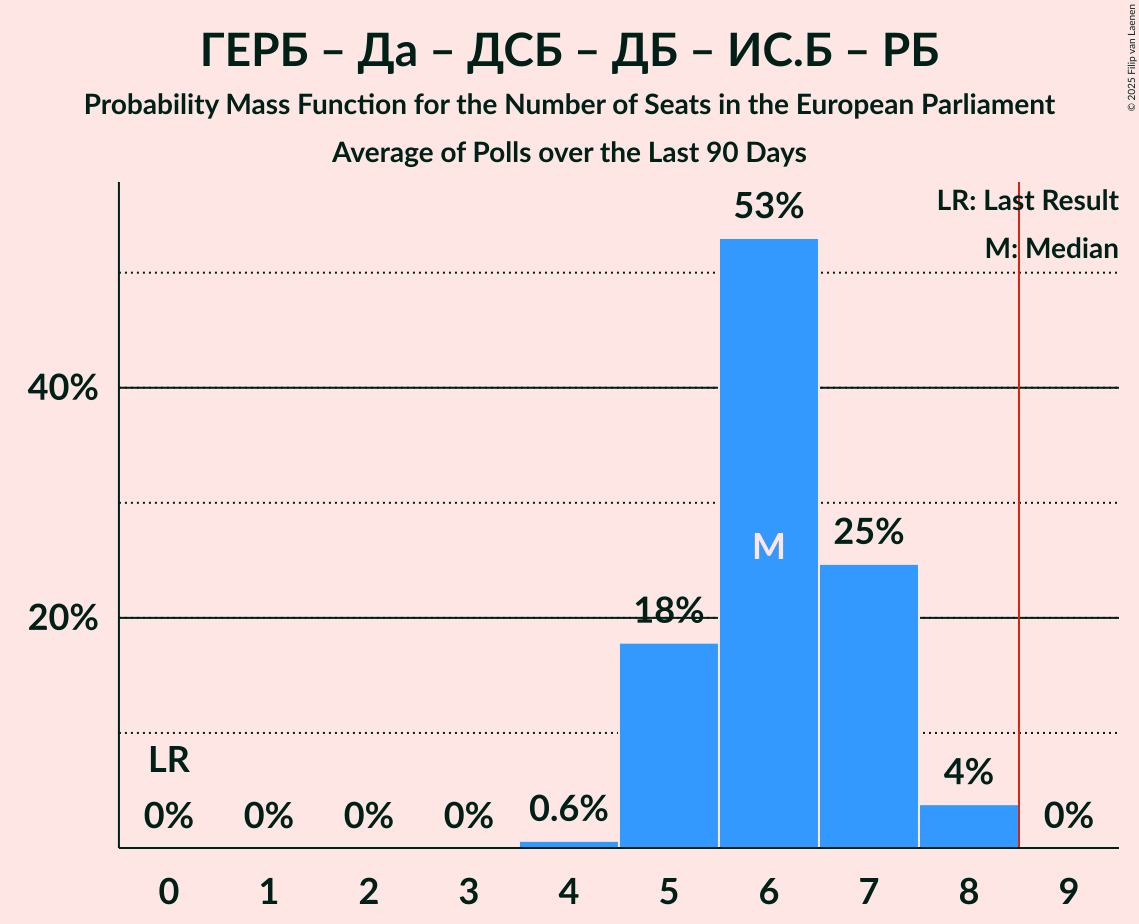 ГЕРБ – Да – ДСБ – ДБ – ИС.Б – РБ
Probability Mass Function for the Number of Seats in the European Parliament
Average of Polls over the Last 90 Days
© 2025 Filip van Laenen
LR: Last Result
M: Median
53%
40%
M
25%
20%
18%
LR
0% 0% 0% 0% 0.6% 4% 0%
0 1 2 3 4 5 6 7 8 9